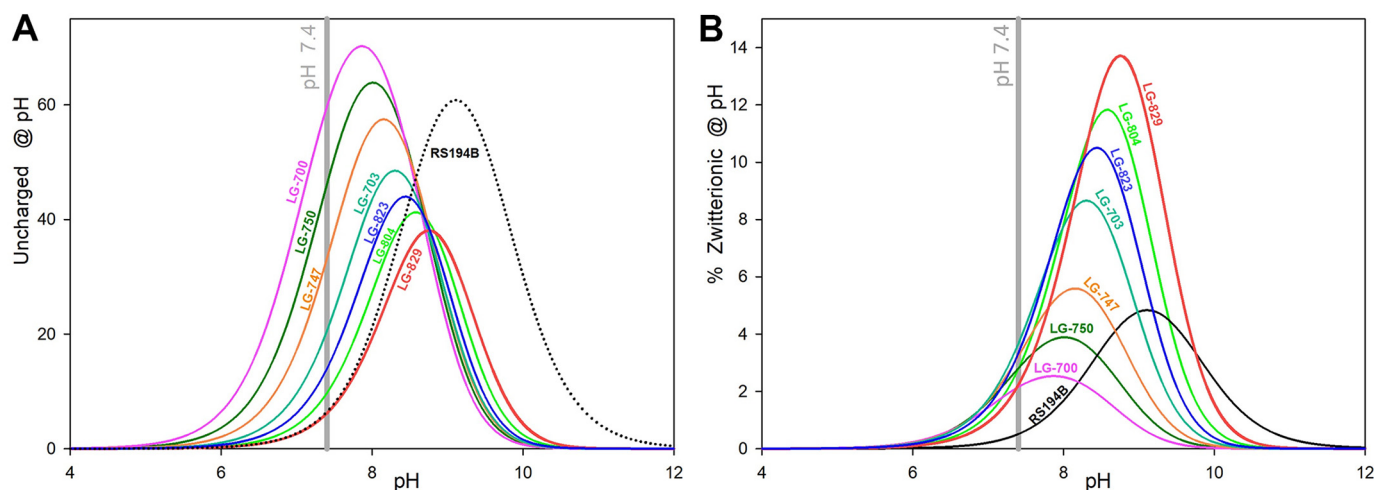 A
Uncharged @ pH
60
40
20
0
4
6
8
10
12
pH
pH 7.4
LG-700
LG-750
LG-747
LG-703
LG-823
LG-804
LG-829
RS194B
B
% Zwitterionic @ pH
14
12
10
8
6
4
2
0
4
6
8
10
12
pH
pH 7.4
LG-829
LG-804
LG-823
LG-703
LG-747
LG-750
LG-700
RS194B